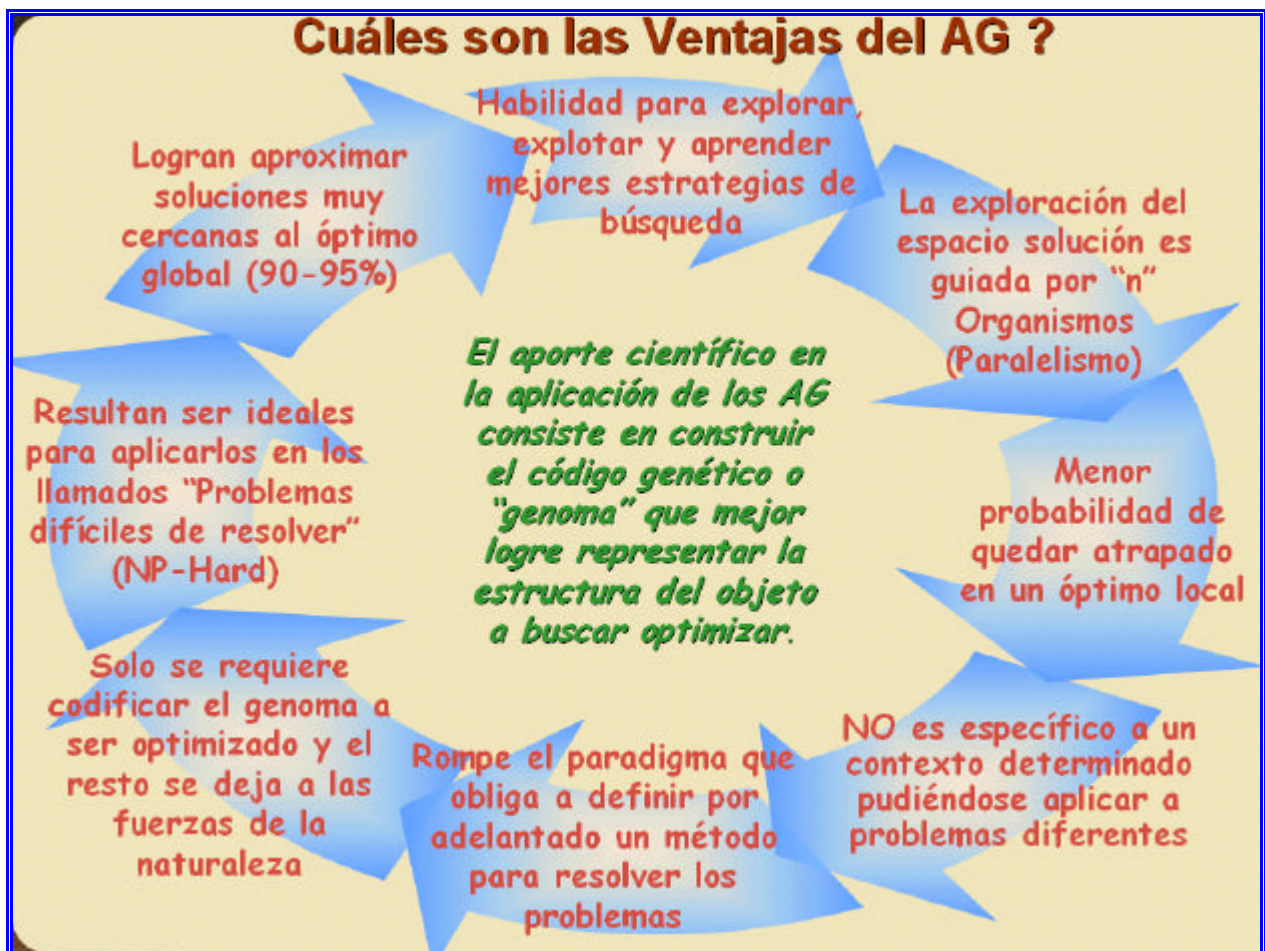 Cuáles son las Ventajas del AG ?
Habilidad para explorar,
explotar y aprender
mejores estrategias de
búsqueda
La exploración del
espacio solución es
guiada por “n”
Organismos
(Paralelismo)
Menor
probabilidad de
quedar atrapado
en un óptimo local
NO es específico a un
contexto determinado
pudiéndose aplicar a
problemas diferentes
Rompe el paradigma que
obliga a definir por
adelantado un método
para resolver los
problemas
Solo se requiere
codificar el genoma a
ser optimizado y el
resto se deja a las
fuerzas de la
naturaleza
Resultan ser ideales
para aplicarlos en los
llamados “Problemas
difíciles de resolver”
(NP-Hard)
Logran aproximar
soluciones muy
cercanas al óptimo
global (90-95%)
El aporte científico en
la aplicación de los AG
consiste en construir
el código genético o
“genoma” que mejor
logre representar la
estructura del objeto
a buscar optimizar.